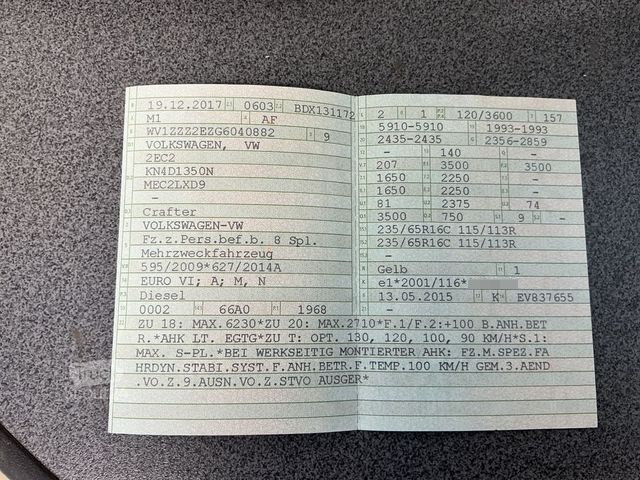 19.12.2017 0603 BDX131172
M1 AF
WV1ZZZ2EZG6040882 9
VOLKSWAGEN, VW
2EC2
KN4D1350N
MEC2LXD9
-
Crafter
VOLKSWAGEN-VW
Fz.z.Pers.bef.b. 8 Spl.
Mehrzweckfahrzeug
595/2009*627/2014A
EURO VI; A; M, N
Diesel
0002 66A0 1968
2 1 120/3600 157
5910-5910 1993-1993
2435-2435 2356-2859
- 140 -
207 3500 3500
1650 2250 -
1650 2250 -
81 2375 74
3500 750 9 -
235/65R16C 115/113R
235/65R16C 115/113R
-
Gelb 1
e1*2001/116*
13.05.2015 K EV837655
ZU 18: MAX.6230*ZU 20: MAX.2710*F.1/F.2:+100 B.ANH.BET
R.*AHK LT. EGTG*ZU T: OPT. 130, 120, 100, 90 KM/H*S.1:
MAX. S-PL.*BEI WERKSEITIG MONTIERTER AHK: FZ.M.SPEZ.FA
HRDYN.STABI.SYST.F.ANH.BETR.F.TEMP.100 KM/H GEM.3.AEND
.VO.Z.9.AUSN.VO.Z.STVO AUSGER*